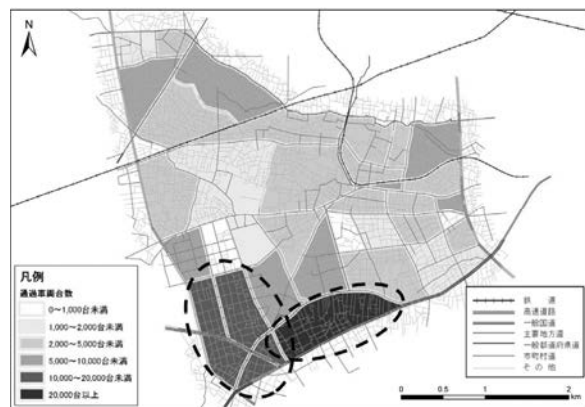 N
凡例
通過車両台数
0～1,000台未満
1,000～2,000台未満
2,000～5,000台未満
5,000～10,000台未満
10,000～20,000台未満
20,000台以上
鉄道
高速道路
一般国道
主要地方道
一般都道府県道
市町村道
その他
0 0.5 1 2
km